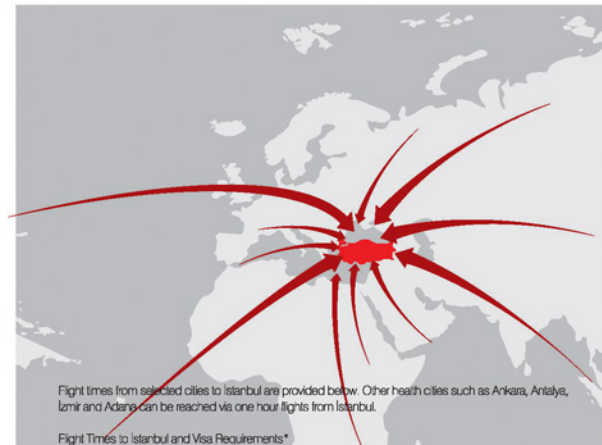 Flight times from selected cities to İstanbul are provided below. Other health cities such as Ankara, Antalya,
İzmir and Adana can be reached via one hour flights from İstanbul.
Flight Times to İstanbul and Visa Requirements*